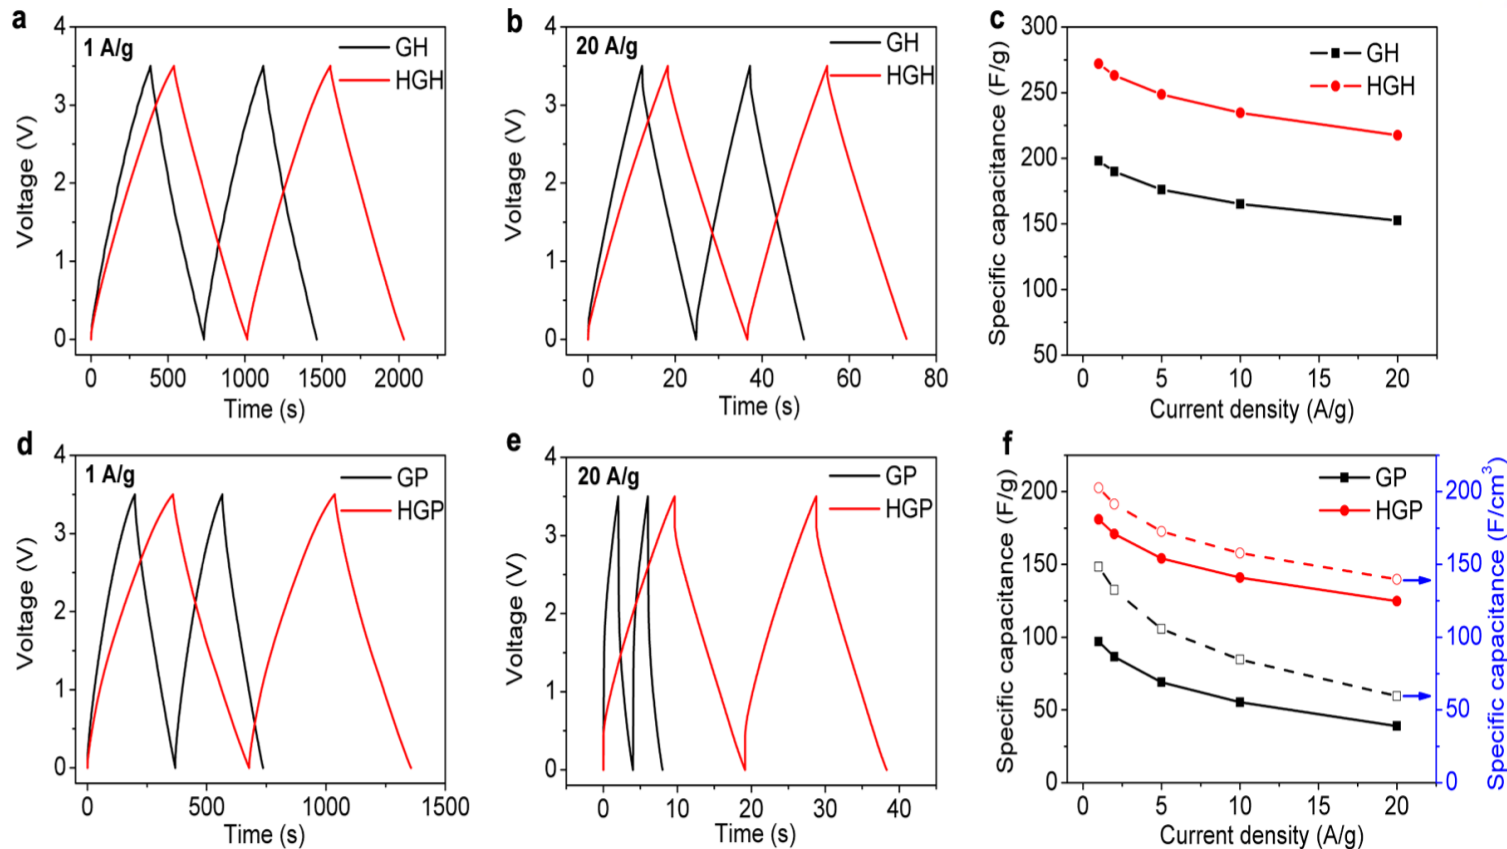 a
1 A/g
GH
HGH
4
3
2
1
0
Voltage (V)
0 500 1000 1500 2000
Time (s)
b
20 A/g
GH
HGH
4
3
2
1
0
Voltage (V)
0 20 40 60 80
Time (s)
c
GH
HGH
300
250
200
150
100
50
Specific capacitance (F/g)
0 5 10 15 20
Current density (A/g)
d
1 A/g
GP
HGP
4
3
2
1
0
Voltage (V)
0 500 1000 1500
Time (s)
e
20 A/g
GP
HGP
4
3
2
1
0
Voltage (V)
0 10 20 30 40
Time (s)
f
GP
HGP
200
150
100
50
0
Specific capacitance (F/g)
200
150
100
50
0
Specific capacitance (F/cm³)
0 5 10 15 20
Current density (A/g)